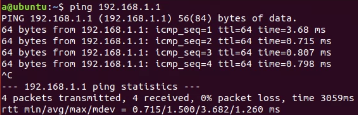 a@ubuntu:~$ ping 192.168.1.1
PING 192.168.1.1 (192.168.1.1) 56(84) bytes of data.
64 bytes from 192.168.1.1: icmp_seq=1 ttl=64 time=3.68 ms
64 bytes from 192.168.1.1: icmp_seq=2 ttl=64 time=0.715 ms
64 bytes from 192.168.1.1: icmp_seq=3 ttl=64 time=0.807 ms
64 bytes from 192.168.1.1: icmp_seq=4 ttl=64 time=0.798 ms
^C
--- 192.168.1.1 ping statistics ---
4 packets transmitted, 4 received, 0% packet loss, time 3059ms
rtt min/avg/max/mdev = 0.715/1.500/3.682/1.260 ms